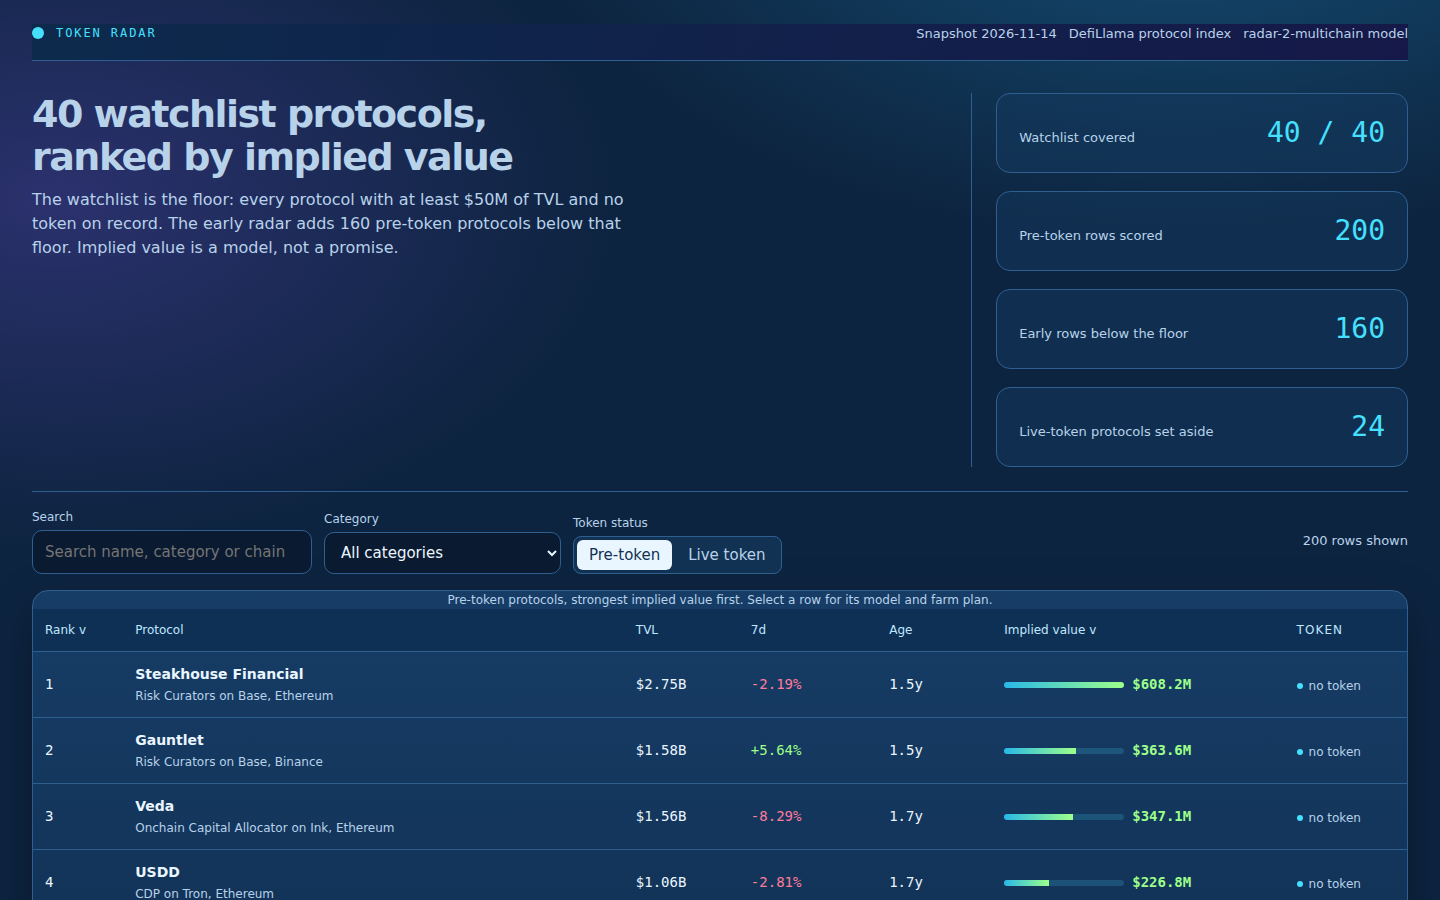 TOKEN RADAR
Snapshot 2026-11-14 DefiLlama protocol index radar-2-multichain model
40 watchlist protocols,
ranked by implied value
The watchlist is the floor: every protocol with at least $50M of TVL and no
token on record. The early radar adds 160 pre-token protocols below that
floor. Implied value is a model, not a promise.
Watchlist covered 40 / 40
Pre-token rows scored 200
Early rows below the floor 160
Live-token protocols set aside 24
Search
Category
Token status
Search name, category or chain
All categories
Pre-token Live token
200 rows shown
Pre-token protocols, strongest implied value first. Select a row for its model and farm plan.
Rank v Protocol TVL 7d Age Implied value v TOKEN
1 Steakhouse Financial $2.75B -2.19% 1.5y $608.2M no token
Risk Curators on Base, Ethereum
2 Gauntlet $1.58B +5.64% 1.5y $363.6M no token
Risk Curators on Base, Binance
3 Veda $1.56B -8.29% 1.7y $347.1M no token
Onchain Capital Allocator on Ink, Ethereum
4 USDD $1.06B -2.81% 1.7y $226.8M no token
CDP on Tron, Ethereum